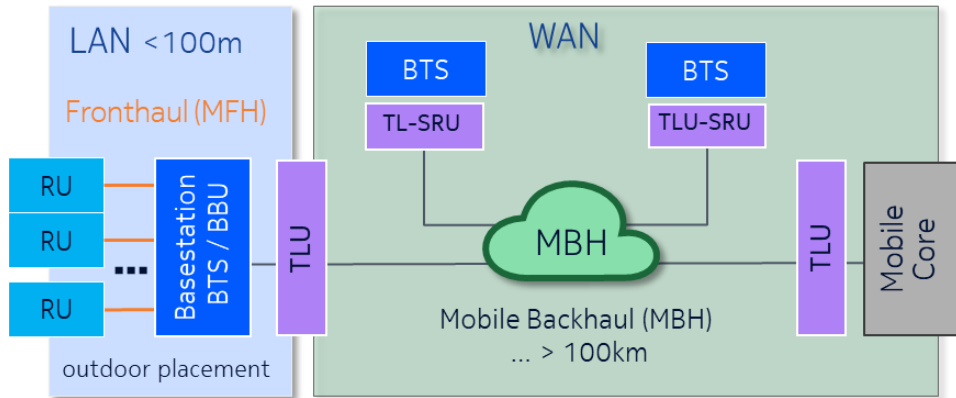 LAN <100m
WAN
Fronthaul (MFH)
BTS
BTS
TL-SRU
TLU-SRU
RU
RU
...
RU
Basestation
BTS / BBU
TLU
MBH
TLU
Mobile
Core
Mobile Backhaul (MBH)
... > 100km
outdoor placement